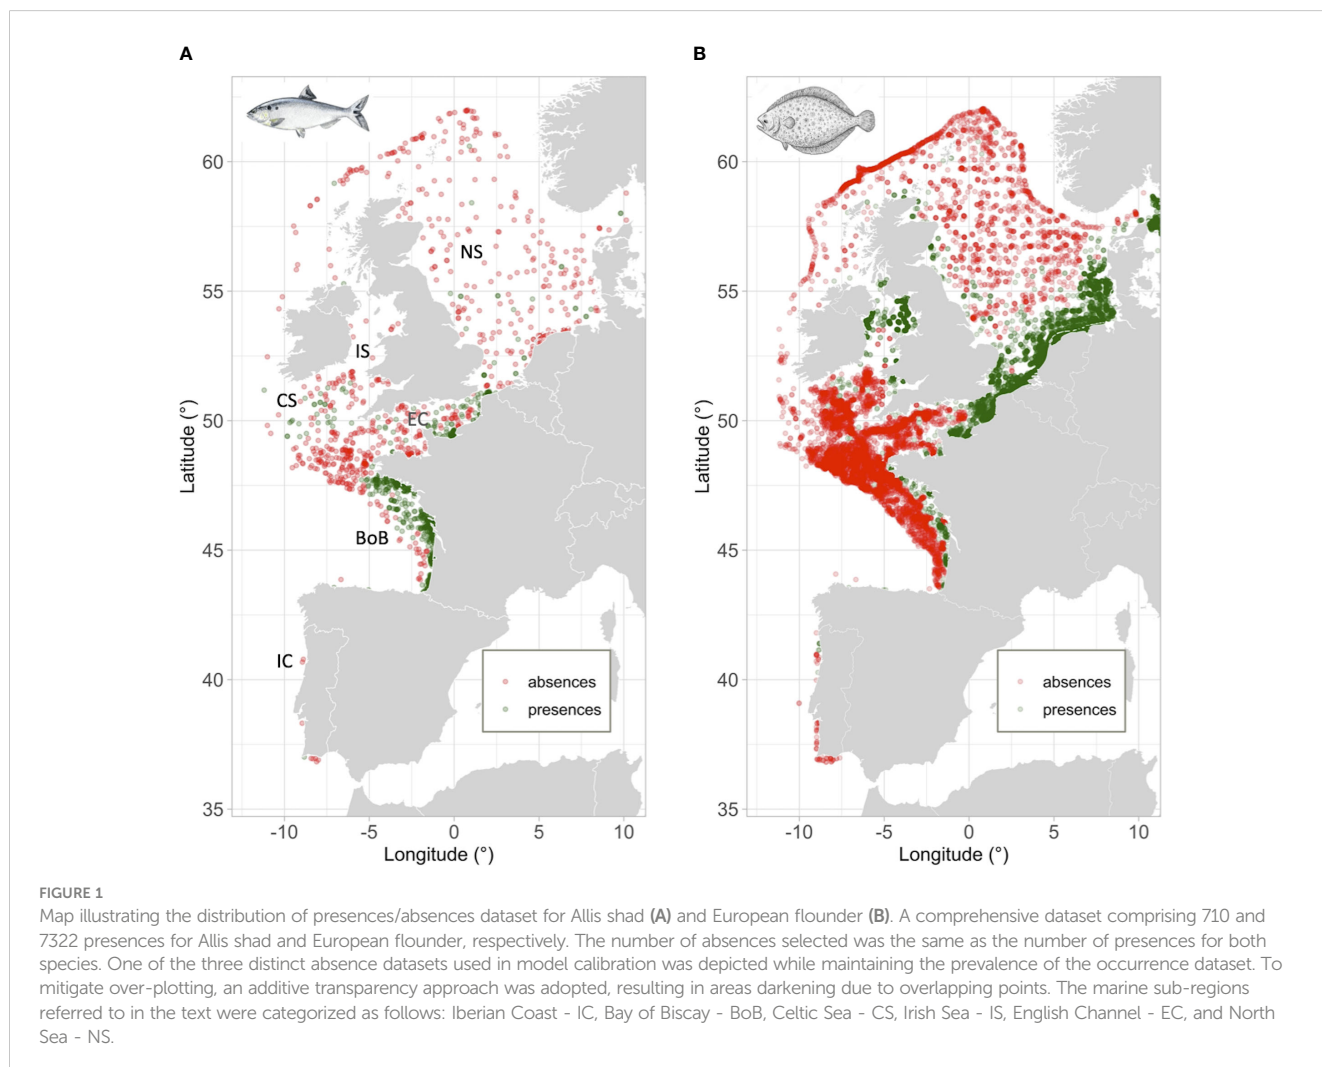 A
B
60
55
50
45
40
35
Latitude (°)
NS
IS
CS
EC
BoB
IC
absences
presences
-10
-5
0
5
10
Longitude (°)
60
55
50
45
40
35
Latitude (°)
absences
presences
-10
-5
0
5
10
Longitude (°)
FIGURE 1
Map illustrating the distribution of presences/absences dataset for Allis shad (A) and European flounder (B). A comprehensive dataset comprising 710 and
7322 presences for Allis shad and European flounder, respectively. The number of absences selected was the same as the number of presences for both
species. One of the three distinct absence datasets used in model calibration was depicted while maintaining the prevalence of the occurrence dataset. To
mitigate over-plotting, an additive transparency approach was adopted, resulting in areas darkening due to overlapping points. The marine sub-regions
referred to in the text were categorized as follows: Iberian Coast - IC, Bay of Biscay - BoB, Celtic Sea - CS, Irish Sea - IS, English Channel - EC, and North
Sea - NS.